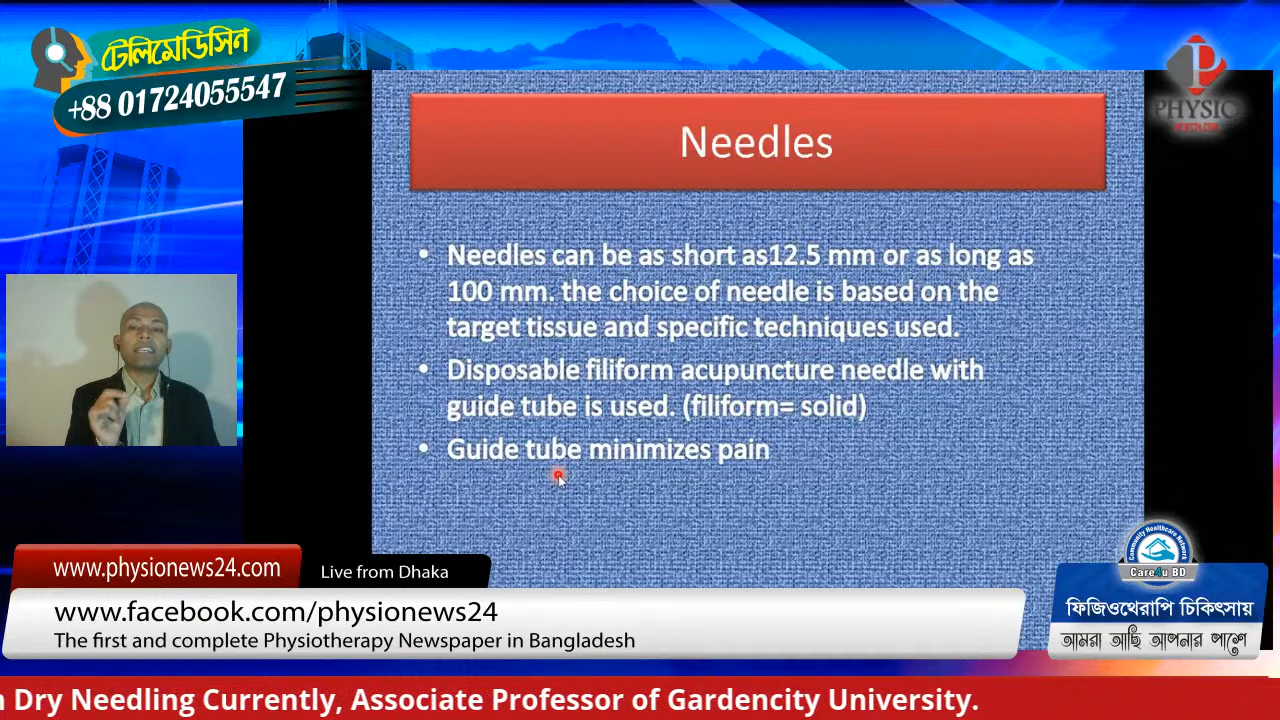 টেলিমেডিসিন
+88 01724055547
PHYSIO
Needles
• Needles can be as short as12.5 mm or as long as
100 mm. the choice of needle is based on the
target tissue and specific techniques used.
• Disposable filiform acupuncture needle with
guide tube is used. (filiform= solid)
• Guide tube minimizes pain
www.physionews24.com
Live from Dhaka
www.facebook.com/physionews24
The first and complete Physiotherapy Newspaper in Bangladesh
Community Healthcare Network
Care4u BD
ফিজিওথেরাপি চিকিৎসায়
আমরা আছি আপনার পাশে
Dry Needling Currently, Associate Professor of Gardencity University.